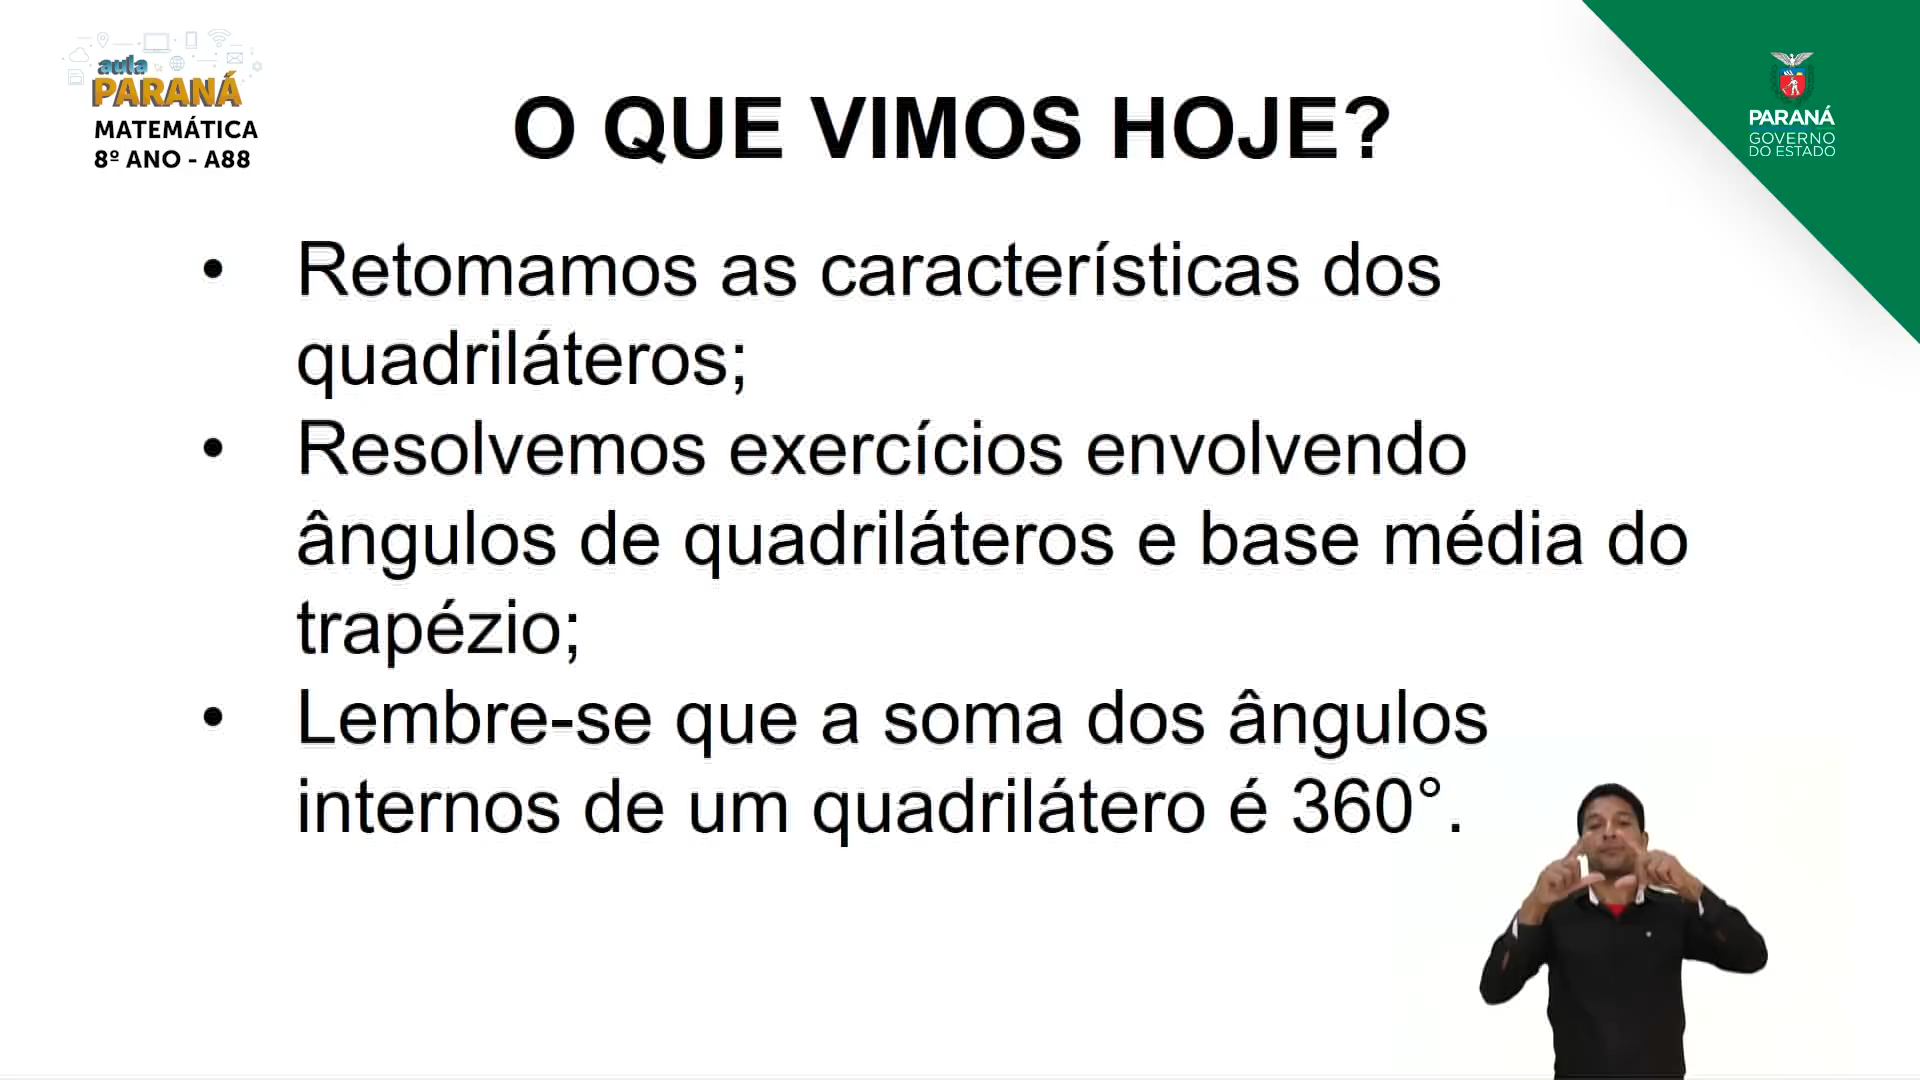 aula
PARANÁ
MATEMÁTICA
8º ANO - A88
O QUE VIMOS HOJE?
PARANÁ
GOVERNO
DO ESTADO
• Retomamos as características dos
quadriláteros;
• Resolvemos exercícios envolvendo
ângulos de quadriláteros e base média do
trapézio;
• Lembre-se que a soma dos ângulos
internos de um quadrilátero é 360°.